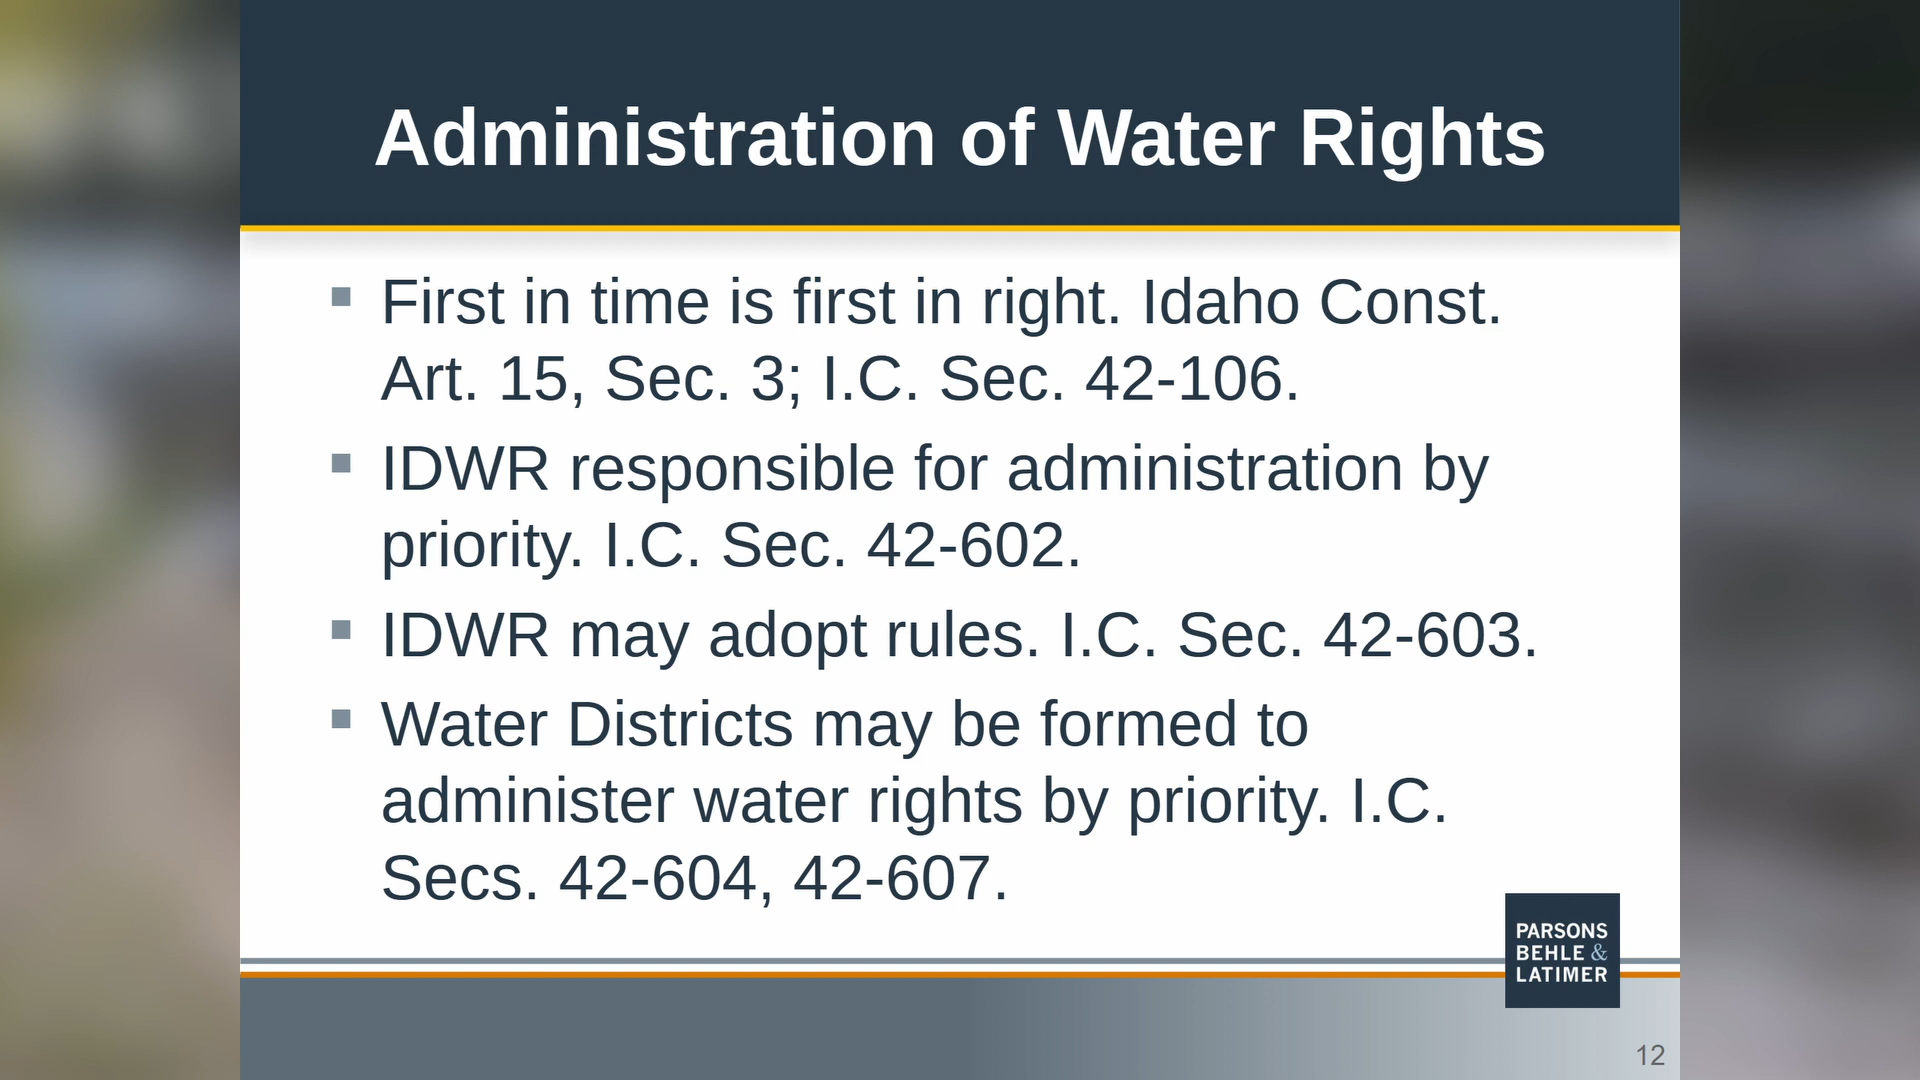 Administration of Water Rights
First in time is first in right. Idaho Const.
Art. 15, Sec. 3; I.C. Sec. 42-106.
IDWR responsible for administration by
priority. I.C. Sec. 42-602.
IDWR may adopt rules. I.C. Sec. 42-603.
Water Districts may be formed to
administer water rights by priority. I.C.
Secs. 42-604, 42-607.
PARSONS
BEHLE &
LATIMER
12